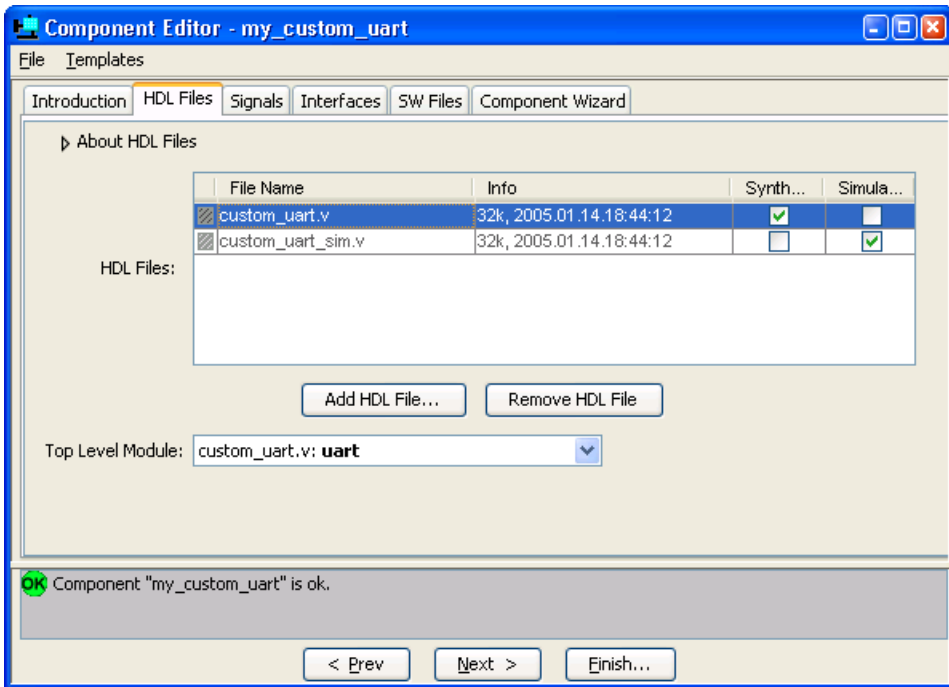 Component Editor - my_custom_uart
File Templates
Introduction HDL Files Signals Interfaces SW Files Component Wizard
About HDL Files
File Name Info Synth... Simula...
custom_uart.v 32k, 2005.01.14.18:44:12
custom_uart_sim.v 32k, 2005.01.14.18:44:12
HDL Files:
Add HDL File... Remove HDL File
Top Level Module: custom_uart.v: uart
OK Component "my_custom_uart" is ok.
< Prev Next > Finish...